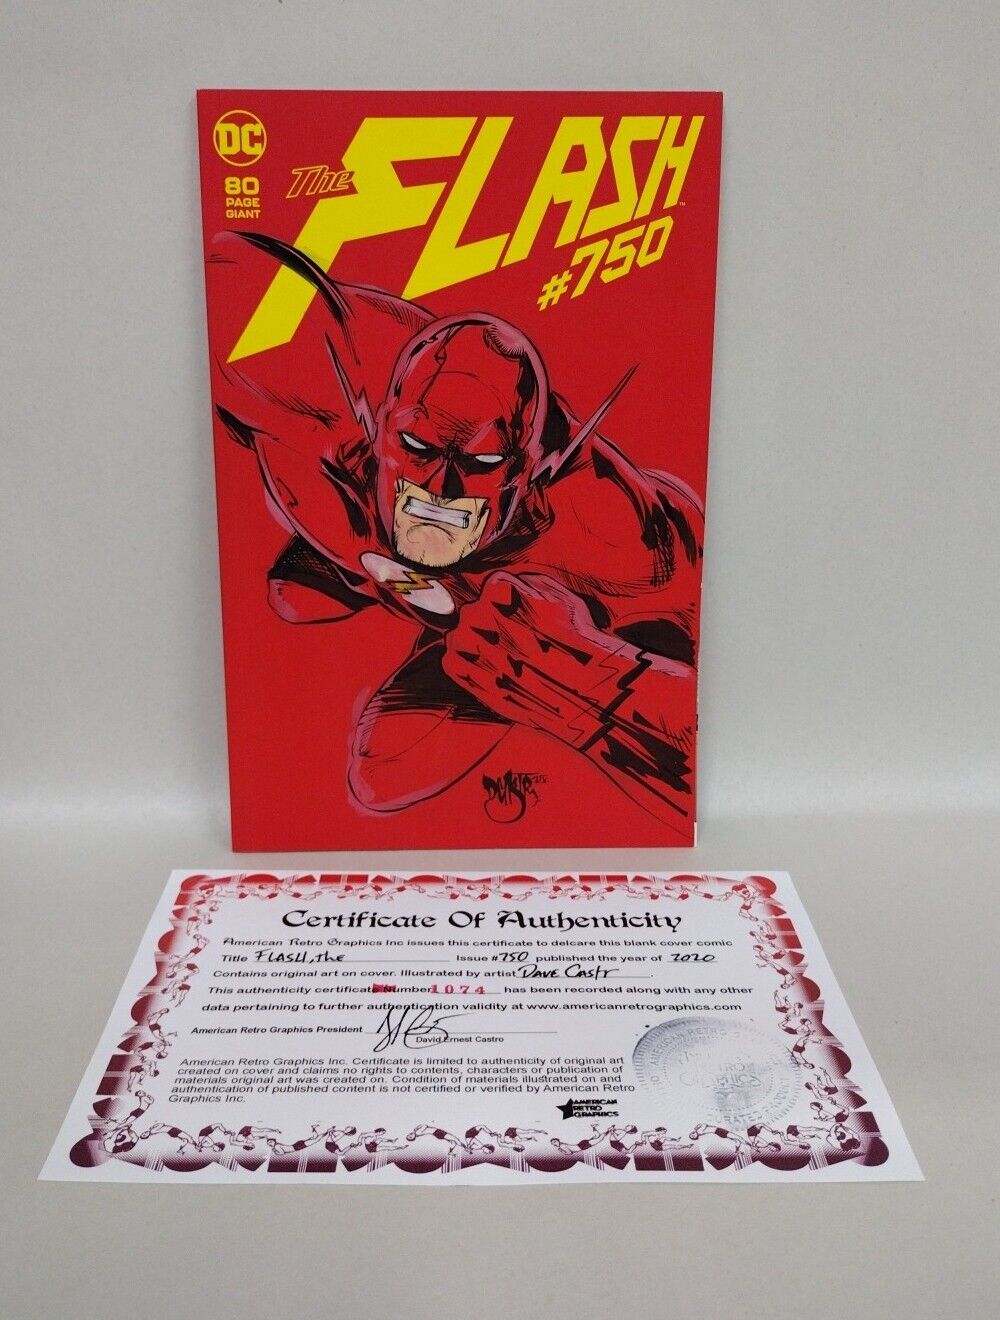 DC
80
PAGE
GIANT
The
FLASH™
#750
Certificate Of Authenticity
American Retro Graphics Inc issues this certificate to delcare this blank cover comic
Title FLASH, the Issue #750 published the year of 2020
Contains original art on cover. Illustrated by artist Dave Castr.
This authenticity certificate Number 1074 has been recorded along with any other
data pertaining to further authentication validity at www.americanretrographics.com
American Retro Graphics President
David Ernest Castro
American Retro Graphics Inc. Certificate is limited to authenticity of original art
created on cover and claims no rights to contents, characters or publication of
materials original art was created on. Condition of materials illustrated on and
authentication of published content is not certified or verified by American Retro
Graphics Inc.
AMERICAN
RETRO
GRAPHICS